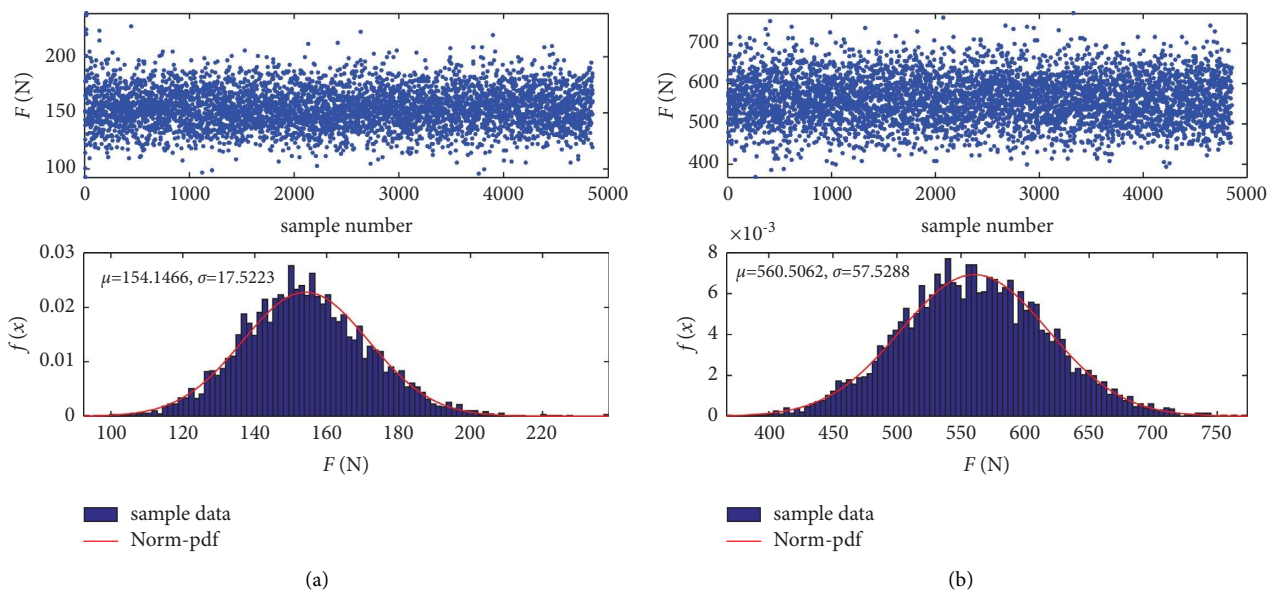 F (N)
200
150
100
0 1000 2000 3000 4000 5000
sample number
f (x)
0.03
0.02
0.01
0
μ=154.1466, σ=17.5223
100 120 140 160 180 200 220
F (N)
sample data
Norm-pdf
(a)
F (N)
700
600
500
400
0 1000 2000 3000 4000 5000
sample number
×10⁻³
f (x)
8
6
4
2
0
μ=560.5062, σ=57.5288
400 450 500 550 600 650 700 750
F (N)
sample data
Norm-pdf
(b)